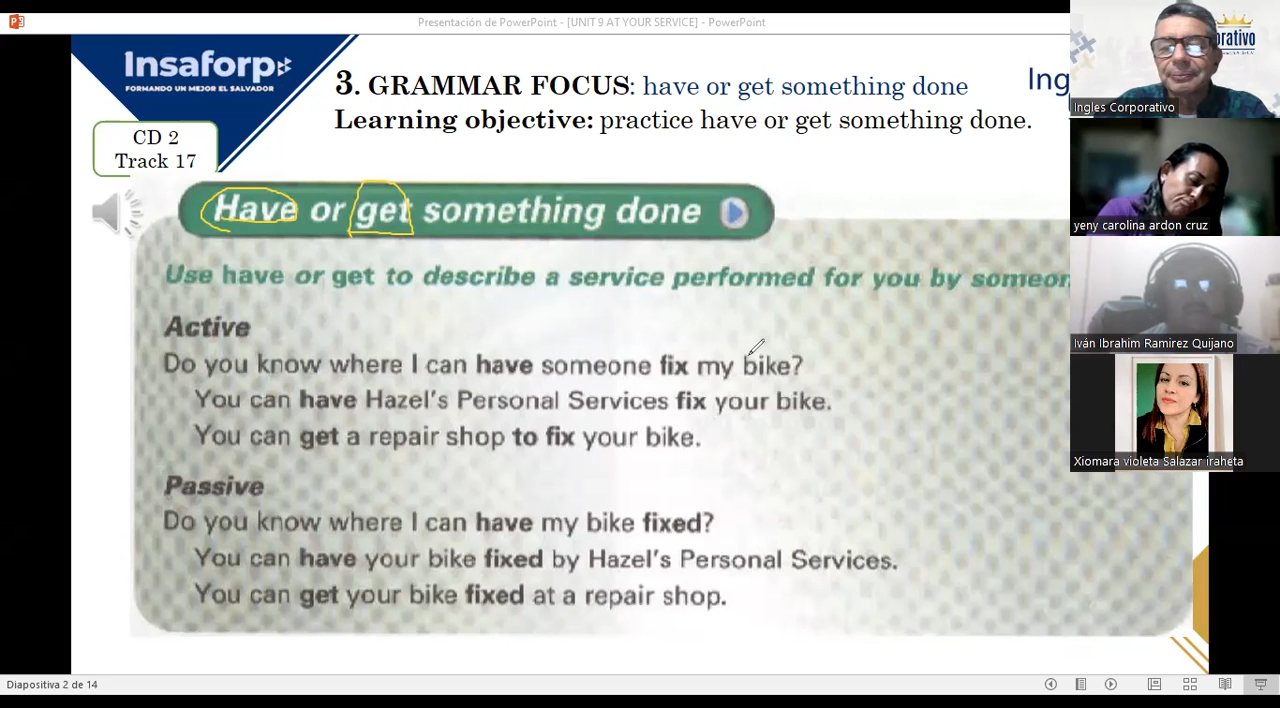 Presentación de PowerPoint - [UNIT 9 AT YOUR SERVICE] - PowerPoint
Insaforp
FORMANDO UN MEJOR EL SALVADOR
3. GRAMMAR FOCUS: have or get something done
Learning objective: practice have or get something done.
Ing
CD 2
Track 17
Have or get something done
Use have or get to describe a service performed for you by someon
Active
Do you know where I can have someone fix my bike?
You can have Hazel's Personal Services fix your bike.
You can get a repair shop to fix your bike.
Passive
Do you know where I can have my bike fixed?
You can have your bike fixed by Hazel's Personal Services.
You can get your bike fixed at a repair shop.
orativo
Ingles Corporativo
yeny carolina ardon cruz
Iván Ibrahim Ramirez Quijano
Xiomara violeta Salazar iraheta
Diapositiva 2 de 14